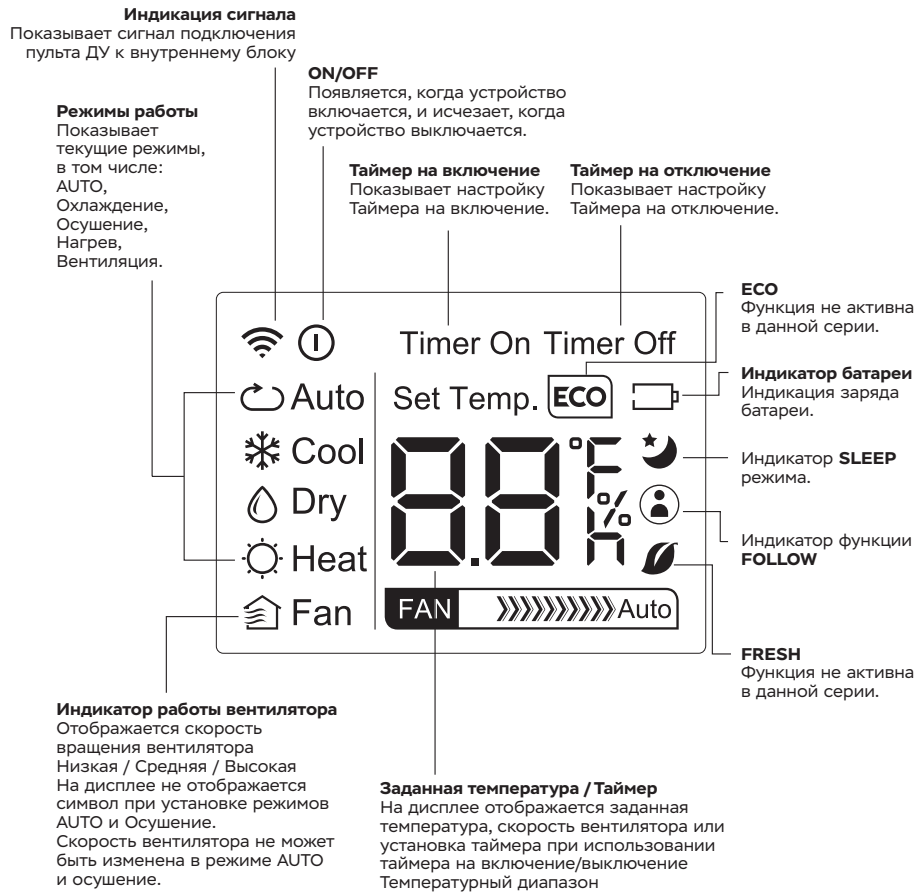 Индикация сигнала
Показывает сигнал подключения
пульта ДУ к внутреннему блоку
ON/OFF
Появляется, когда устройство
включается, и исчезает, когда
устройство выключается.
Режимы работы
Показывает
текущие режимы,
в том числе:
AUTO,
Охлаждение,
Осушение,
Нагрев,
Вентиляция.
Таймер на включение
Показывает настройку
Таймера на включение.
Таймер на отключение
Показывает настройку
Таймера на отключение.
ECO
Функция не активна
в данной серии.
Индикатор батареи
Индикация заряда
батареи.
Индикатор SLEEP
режима.
Индикатор функции
FOLLOW
FRESH
Функция не активна
в данной серии.
Timer On Timer Off
Auto
Set Temp. ECO
Cool
Dry
Heat
Fan
8.8 °F
%
h
FAN »»»»» Auto
Индикатор работы вентилятора
Отображается скорость
вращения вентилятора
Низкая / Средняя / Высокая
На дисплее не отображается
символ при установке режимов
AUTO и Осушение.
Скорость вентилятора не может
быть изменена в режиме AUTO
и осушение.
Заданная температура / Таймер
На дисплее отображается заданная
температура, скорость вентилятора или
установка таймера при использовании
таймера на включение/выключение
Температурный диапазон